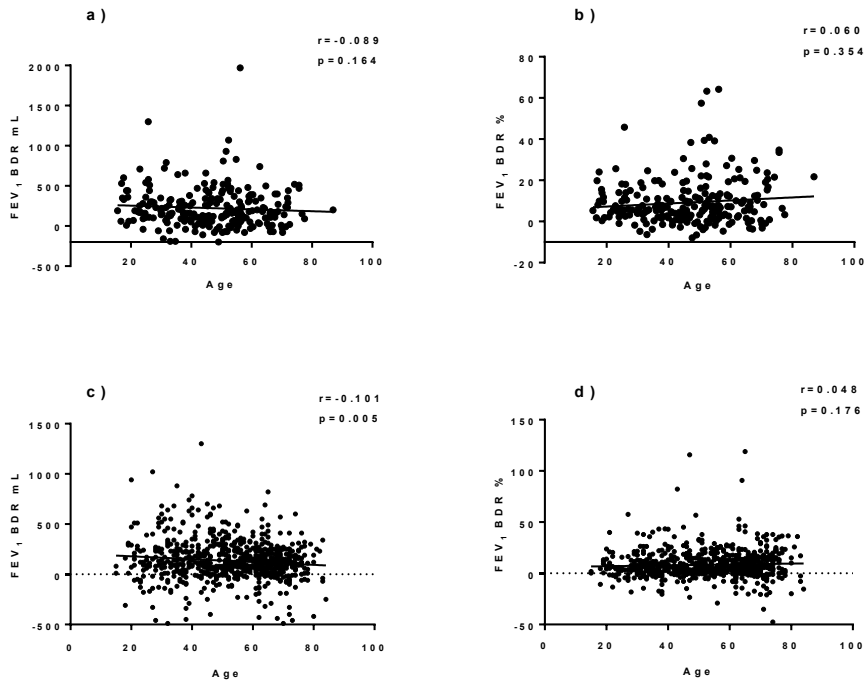 a)
r=-0.089
p=0.164
FEV₁ BDR mL
2000
1500
1000
500
0
-500
20
40
60
80
100
Age
b)
r=0.060
p=0.354
FEV₁ BDR %
80
60
40
20
0
-20
20
40
60
80
100
Age
c)
r=-0.101
p=0.005
FEV₁ BDR mL
1500
1000
500
0
-500
0
20
40
60
80
100
Age
d)
r=0.048
p=0.176
FEV₁ BDR %
150
100
50
0
-50
0
20
40
60
80
100
Age